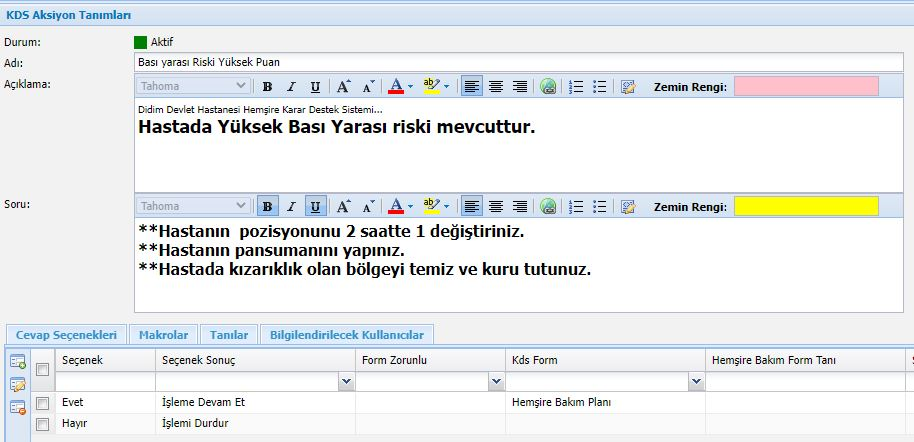 KDS Aksiyon Tanımları
Durum: Aktif
Adı: Bası yarası Riski Yüksek Puan
Açıklama: Tahoma B I U A A A ab Zemin Rengi:
Didim Devlet Hastanesi Hemşire Karar Destek Sistemi...
Hastada Yüksek Bası Yarası riski mevcuttur.
Soru: Tahoma B I U A A A ab Zemin Rengi:
**Hastanın pozisyonunu 2 saatte 1 değiştiriniz.
**Hastanın pansumanını yapınız.
**Hastada kızarıklık olan bölgeyi temiz ve kuru tutunuz.
Cevap Seçenekleri Makrolar Tanılar Bilgilendirilecek Kullanıcılar
Seçenek Seçenek Sonuç Form Zorunlu Kds Form Hemşire Bakım Form Tanı
Evet İşleme Devam Et Hemşire Bakım Planı
Hayır İşlemi Durdur